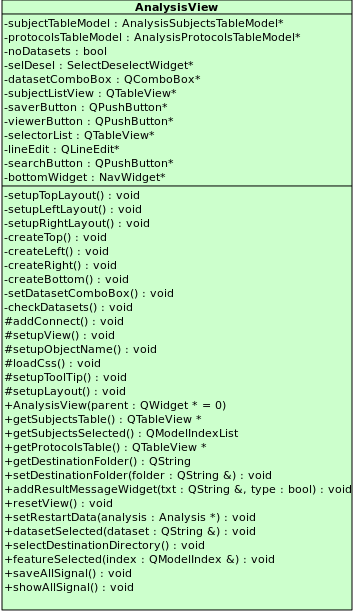 AnalysisView
-subjectTableModel : AnalysisSubjectsTableModel*
-protocolsTableModel : AnalysisProtocolsTableModel*
-noDatasets : bool
-selDesel : SelectDeselectWidget*
-datasetComboBox : QComboBox*
-subjectListView : QTableView*
-saverButton : QPushButton*
-viewerButton : QPushButton*
-selectorList : QTableView*
-lineEdit : QLineEdit*
-searchButton : QPushButton*
-bottomWidget : NavWidget*
-setupTopLayout() : void
-setupLeftLayout() : void
-setupRightLayout() : void
-createTop() : void
-createLeft() : void
-createRight() : void
-createBottom() : void
-setDatasetComboBox() : void
-checkDatasets() : void
#addConnect() : void
#setupView() : void
#setupObjectName() : void
#loadCss() : void
#setupToolTip() : void
#setupLayout() : void
+AnalysisView(parent : QWidget * = 0)
+getSubjectsTable() : QTableView *
+getSubjectsSelected() : QModelIndexList
+getProtocolsTable() : QTableView *
+getDestinationFolder() : QString
+setDestinationFolder(folder : QString &) : void
+addResultMessageWidget(txt : QString &, type : bool) : void
+resetView() : void
+setRestartData(analysis : Analysis *) : void
+datasetSelected(dataset : QString &) : void
+selectDestinationDirectory() : void
+featureSelected(index : QModelIndex &) : void
+saveAllSignal() : void
+showAllSignal() : void